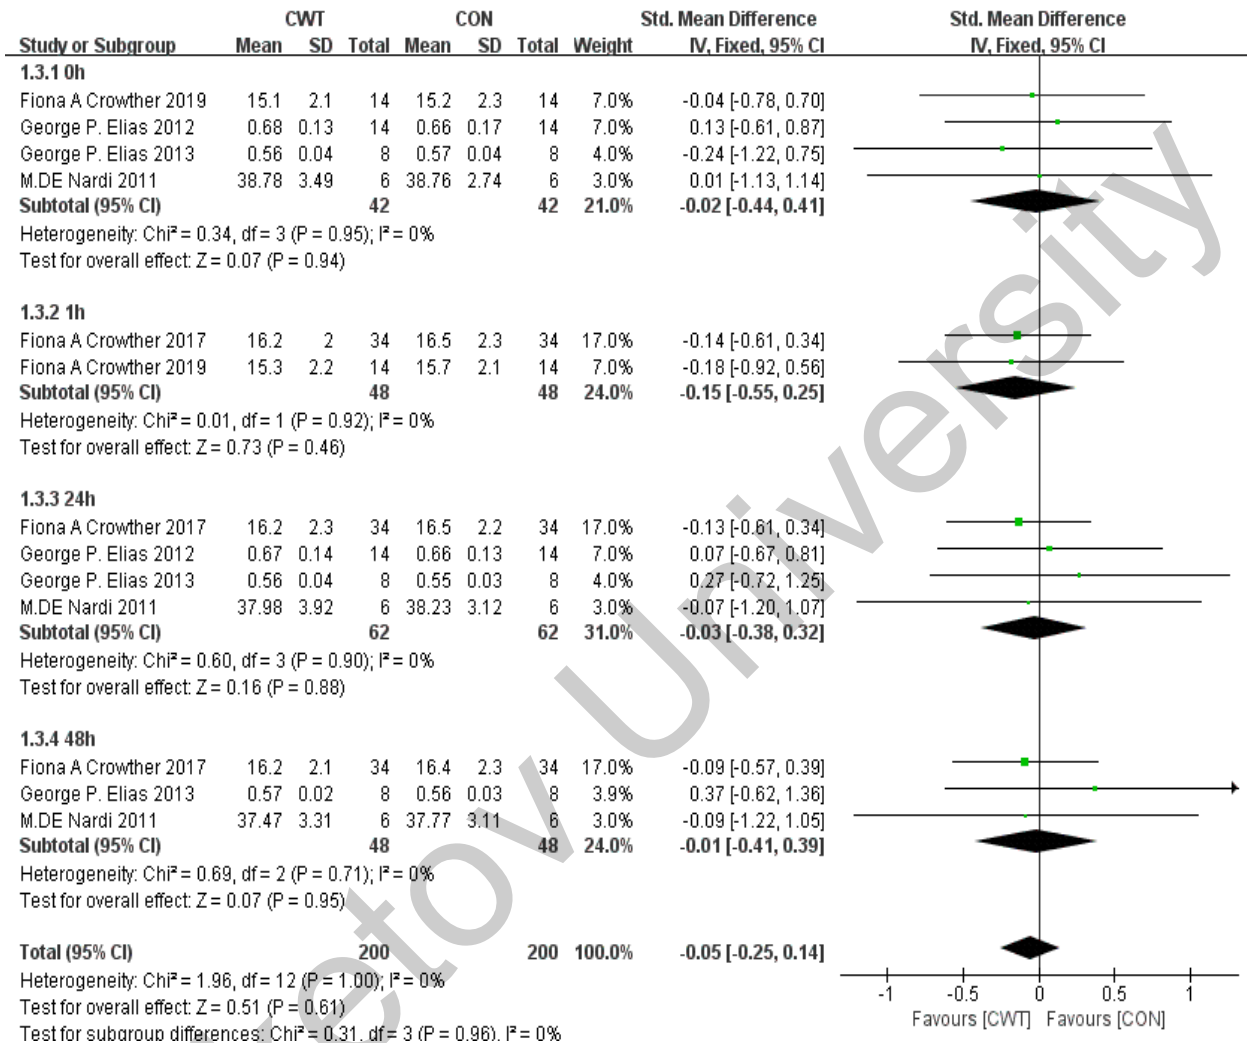 CWT CON Std. Mean Difference Std. Mean Difference
Study or Subgroup Mean SD Total Mean SD Total Weight IV, Fixed, 95% CI IV, Fixed, 95% CI
1.3.1 0h
Fiona A Crowther 2019 15.1 2.1 14 15.2 2.3 14 7.0% -0.04 [-0.78, 0.70]
George P. Elias 2012 0.68 0.13 14 0.66 0.17 14 7.0% 0.13 [-0.61, 0.87]
George P. Elias 2013 0.56 0.04 8 0.57 0.04 8 4.0% -0.24 [-1.22, 0.75]
M.DE Nardi 2011 38.78 3.49 6 38.76 2.74 6 3.0% 0.01 [-1.13, 1.14]
Subtotal (95% CI) 42 42 21.0% -0.02 [-0.44, 0.41]
Heterogeneity: Chi² = 0.34, df = 3 (P = 0.95); I² = 0%
Test for overall effect: Z = 0.07 (P = 0.94)
1.3.2 1h
Fiona A Crowther 2017 16.2 2 34 16.5 2.3 34 17.0% -0.14 [-0.61, 0.34]
Fiona A Crowther 2019 15.3 2.2 14 15.7 2.1 14 7.0% -0.18 [-0.92, 0.56]
Subtotal (95% CI) 48 48 24.0% -0.15 [-0.55, 0.25]
Heterogeneity: Chi² = 0.01, df = 1 (P = 0.92); I² = 0%
Test for overall effect: Z = 0.73 (P = 0.46)
1.3.3 24h
Fiona A Crowther 2017 16.2 2.3 34 16.5 2.2 34 17.0% -0.13 [-0.61, 0.34]
George P. Elias 2012 0.67 0.14 14 0.66 0.13 14 7.0% 0.07 [-0.67, 0.81]
George P. Elias 2013 0.56 0.04 8 0.55 0.03 8 4.0% 0.27 [-0.72, 1.25]
M.DE Nardi 2011 37.98 3.92 6 38.23 3.12 6 3.0% -0.07 [-1.20, 1.07]
Subtotal (95% CI) 62 62 31.0% -0.03 [-0.38, 0.32]
Heterogeneity: Chi² = 0.60, df = 3 (P = 0.90); I² = 0%
Test for overall effect: Z = 0.16 (P = 0.88)
1.3.4 48h
Fiona A Crowther 2017 16.2 2.1 34 16.4 2.3 34 17.0% -0.09 [-0.57, 0.39]
George P. Elias 2013 0.57 0.02 8 0.56 0.03 8 3.9% 0.37 [-0.62, 1.36]
M.DE Nardi 2011 37.47 3.31 6 37.77 3.11 6 3.0% -0.09 [-1.22, 1.05]
Subtotal (95% CI) 48 48 24.0% -0.01 [-0.41, 0.39]
Heterogeneity: Chi² = 0.69, df = 2 (P = 0.71); I² = 0%
Test for overall effect: Z = 0.07 (P = 0.95)
Total (95% CI) 200 200 100.0% -0.05 [-0.25, 0.14]
Heterogeneity: Chi² = 1.96, df = 12 (P = 1.00); I² = 0%
Test for overall effect: Z = 0.51 (P = 0.61)
Test for subgroup differences: Chi² = 0.31, df = 3 (P = 0.96), I² = 0%
-1 -0.5 0 0.5 1
Favours [CWT] Favours [CON]
University